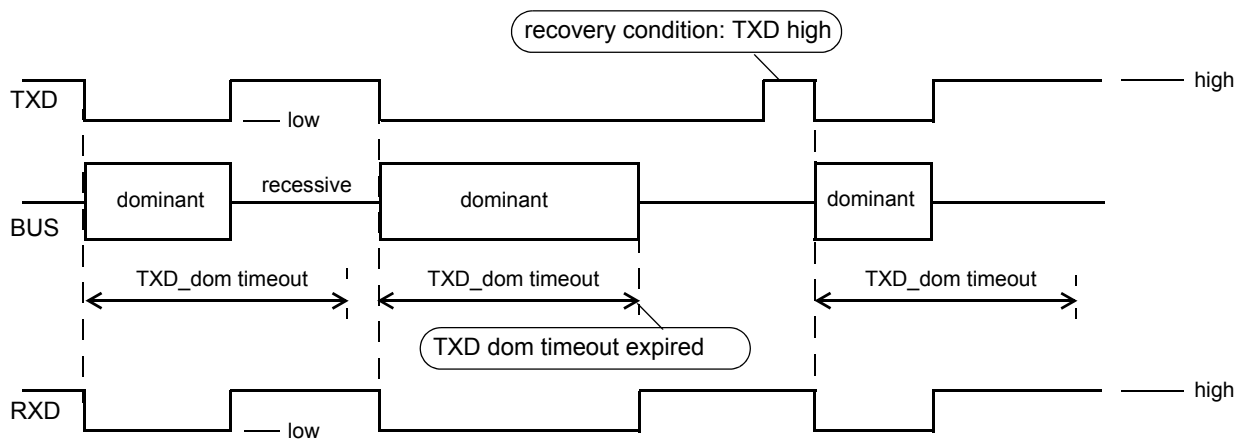 recovery condition: TXD high
TXD
high
low
dominant
recessive
dominant
dominant
BUS
TXD_dom timeout
TXD_dom timeout
TXD_dom timeout
TXD dom timeout expired
RXD
high
low